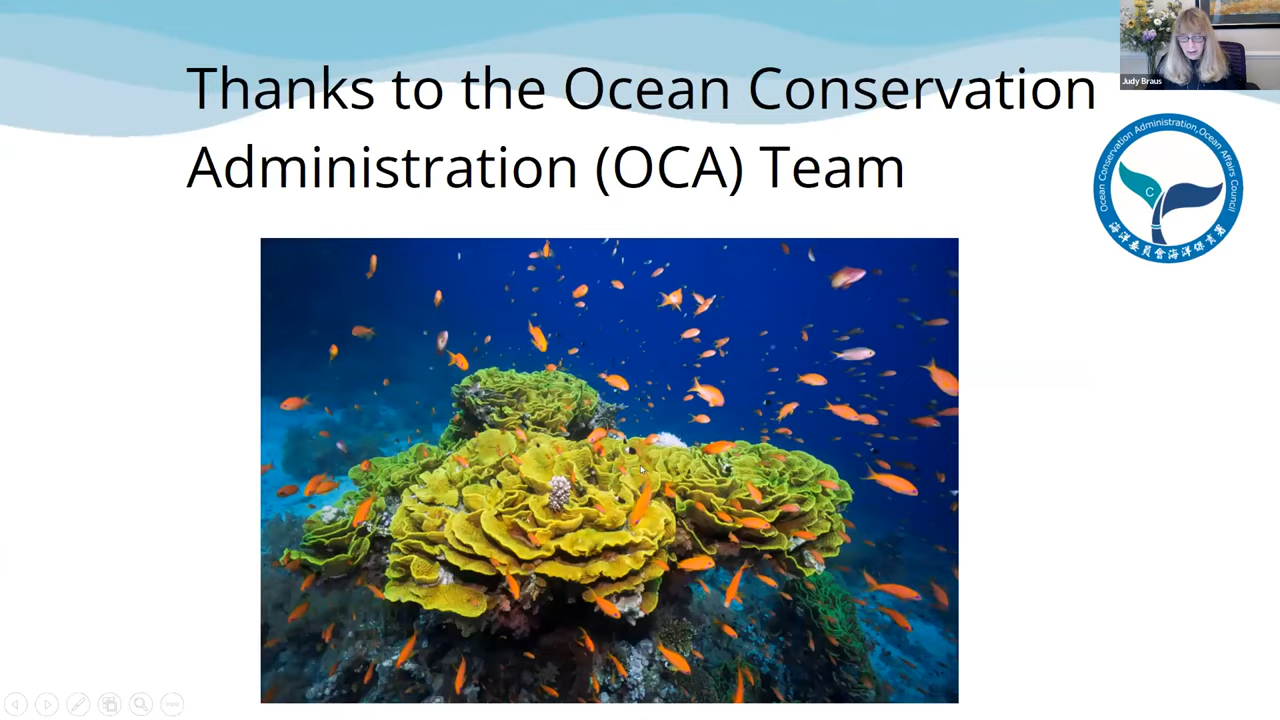 Thanks to the Ocean Conservation
Administration (OCA) Team
Judy Braus
Ocean Conservation Administration, Ocean Affairs Council
C
海洋委員會海洋保育署